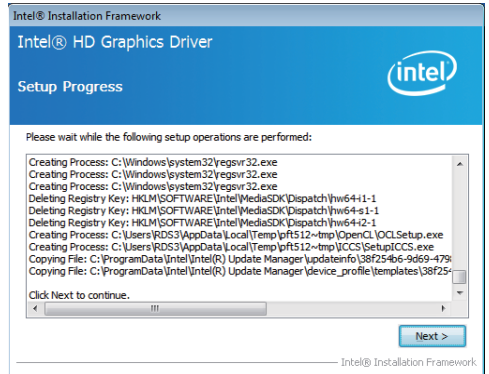 Intel® Installation Framework
Intel® HD Graphics Driver
(intel)
Setup Progress
Please wait while the following setup operations are performed:
Creating Process: C:\Windows\system32\regsvr32.exe
Creating Process: C:\Windows\system32\regsvr32.exe
Creating Process: C:\Windows\system32\regsvr32.exe
Deleting Registry Key: HKLM\SOFTWARE\Intel\MediaSDK\Dispatch\hw64-i1-1
Deleting Registry Key: HKLM\SOFTWARE\Intel\MediaSDK\Dispatch\hw64-s1-1
Deleting Registry Key: HKLM\SOFTWARE\Intel\MediaSDK\Dispatch\hw64-i2-1
Creating Process: C:\Users\RDS3\AppData\Local\Temp\pft512~tmp\OpenCL\OCLSetup.exe
Creating Process: C:\Users\RDS3\AppData\Local\Temp\pft512~tmp\ICCS\SetupICCS.exe
Copying File: C:\ProgramData\Intel\Intel(R) Update Manager\updateinfo\38f254b6-9d69-479
Copying File: C:\ProgramData\Intel\Intel(R) Update Manager\device_profile\templates\38f254
Click Next to continue.
Next >
Intel® Installation Framework